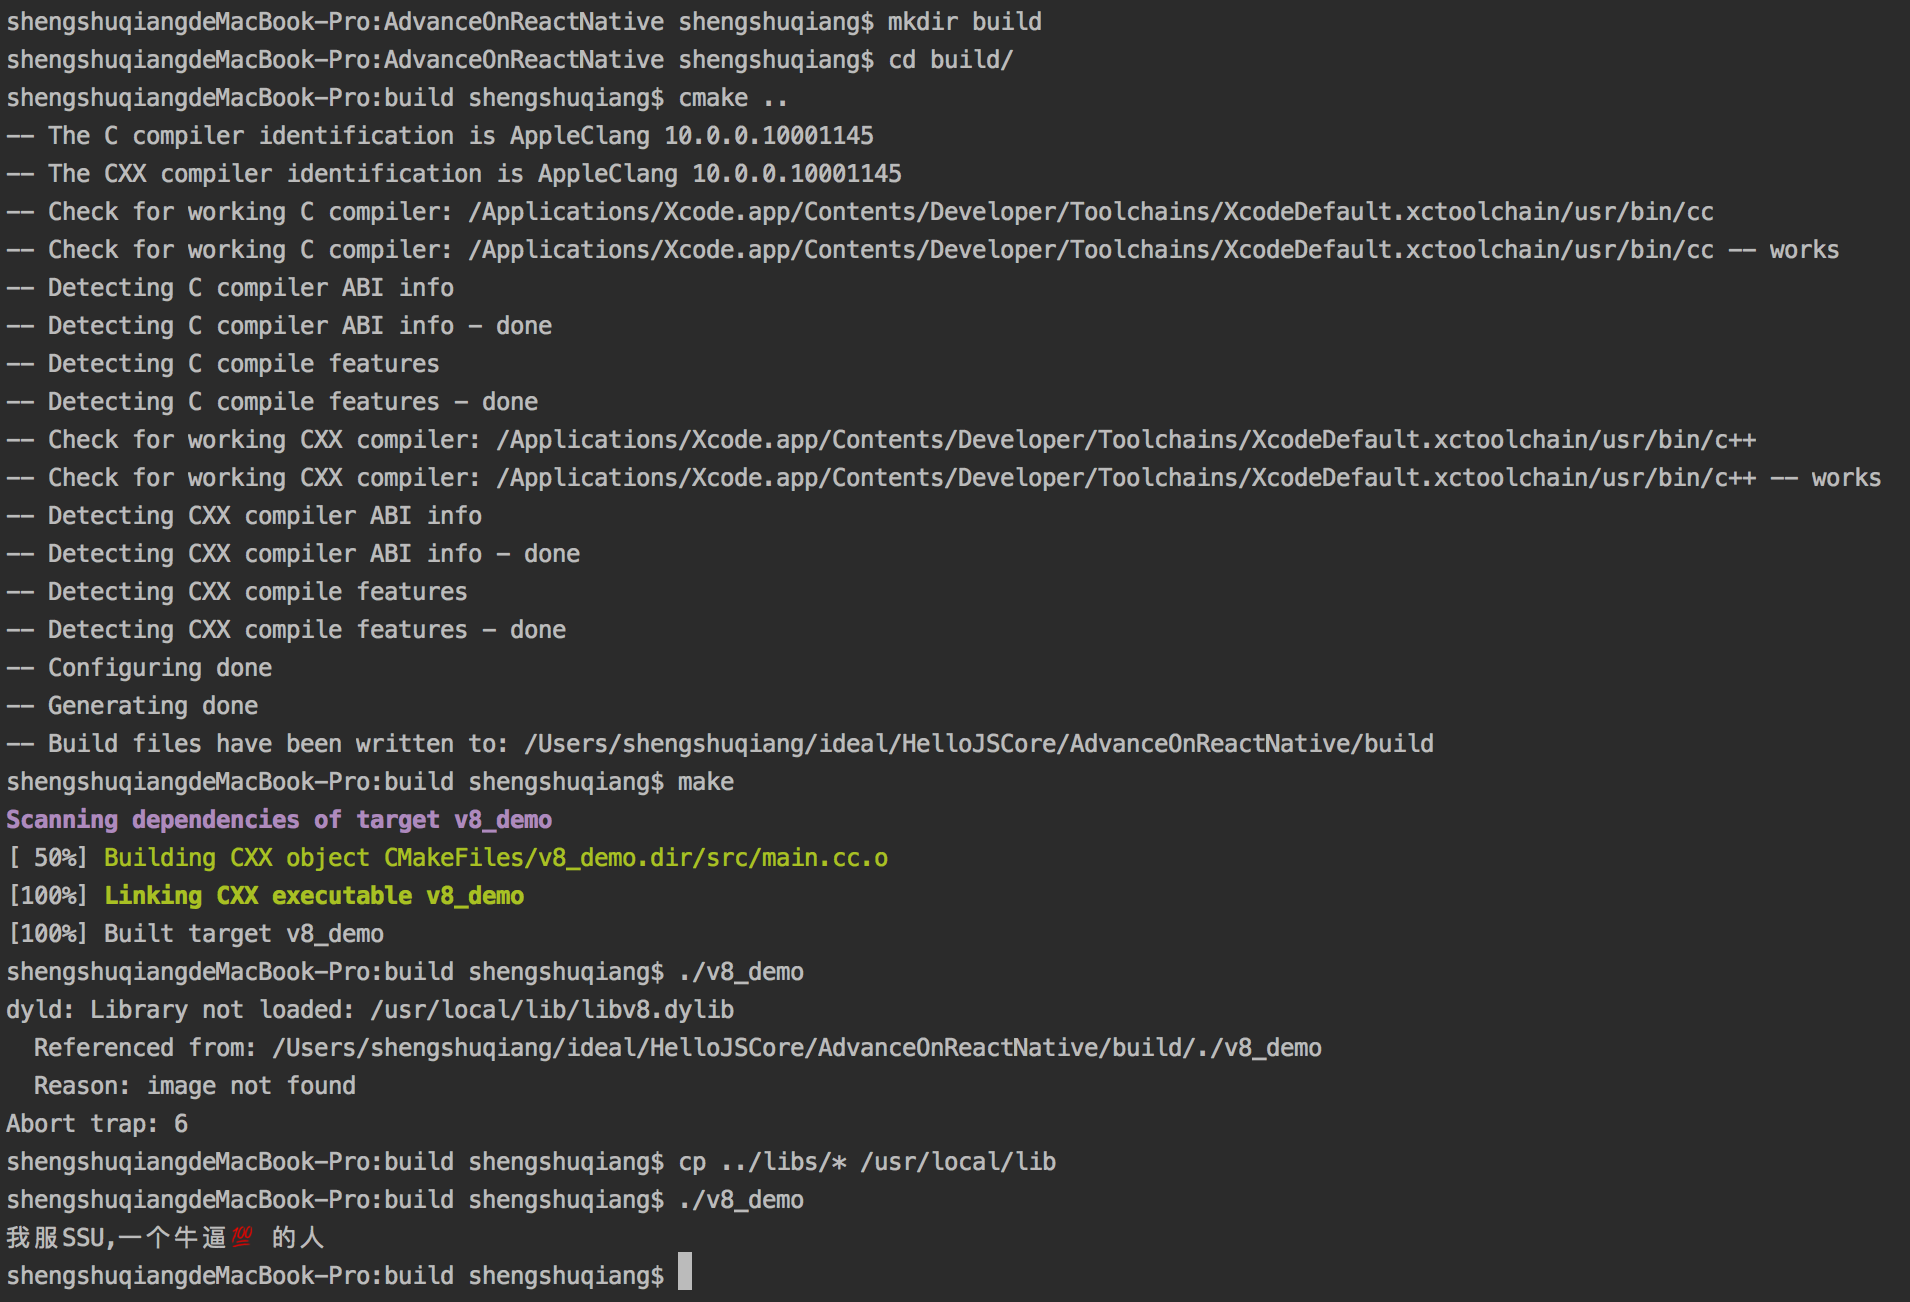 shengshuqiangdeMacBook-Pro:AdvanceOnReactNative shengshuqiang$ mkdir build
shengshuqiangdeMacBook-Pro:AdvanceOnReactNative shengshuqiang$ cd build/
shengshuqiangdeMacBook-Pro:build shengshuqiang$ cmake ..
-- The C compiler identification is AppleClang 10.0.0.10001145
-- The CXX compiler identification is AppleClang 10.0.0.10001145
-- Check for working C compiler: /Applications/Xcode.app/Contents/Developer/Toolchains/XcodeDefault.xctoolchain/usr/bin/cc
-- Check for working C compiler: /Applications/Xcode.app/Contents/Developer/Toolchains/XcodeDefault.xctoolchain/usr/bin/cc -- works
-- Detecting C compiler ABI info
-- Detecting C compiler ABI info - done
-- Detecting C compile features
-- Detecting C compile features - done
-- Check for working CXX compiler: /Applications/Xcode.app/Contents/Developer/Toolchains/XcodeDefault.xctoolchain/usr/bin/c++
-- Check for working CXX compiler: /Applications/Xcode.app/Contents/Developer/Toolchains/XcodeDefault.xctoolchain/usr/bin/c++ -- works
-- Detecting CXX compiler ABI info
-- Detecting CXX compiler ABI info - done
-- Detecting CXX compile features
-- Detecting CXX compile features - done
-- Configuring done
-- Generating done
-- Build files have been written to: /Users/shengshuqiang/ideal/HelloJSCore/AdvanceOnReactNative/build
shengshuqiangdeMacBook-Pro:build shengshuqiang$ make
Scanning dependencies of target v8_demo
[ 50%] Building CXX object CMakeFiles/v8_demo.dir/src/main.cc.o
[100%] Linking CXX executable v8_demo
[100%] Built target v8_demo
shengshuqiangdeMacBook-Pro:build shengshuqiang$ ./v8_demo
dyld: Library not loaded: /usr/local/lib/libv8.dylib
  Referenced from: /Users/shengshuqiang/ideal/HelloJSCore/AdvanceOnReactNative/build/./v8_demo
  Reason: image not found
Abort trap: 6
shengshuqiangdeMacBook-Pro:build shengshuqiang$ cp ../libs/* /usr/local/lib
shengshuqiangdeMacBook-Pro:build shengshuqiang$ ./v8_demo
我服SSU,一个牛逼💯 的人
shengshuqiangdeMacBook-Pro:build shengshuqiang$